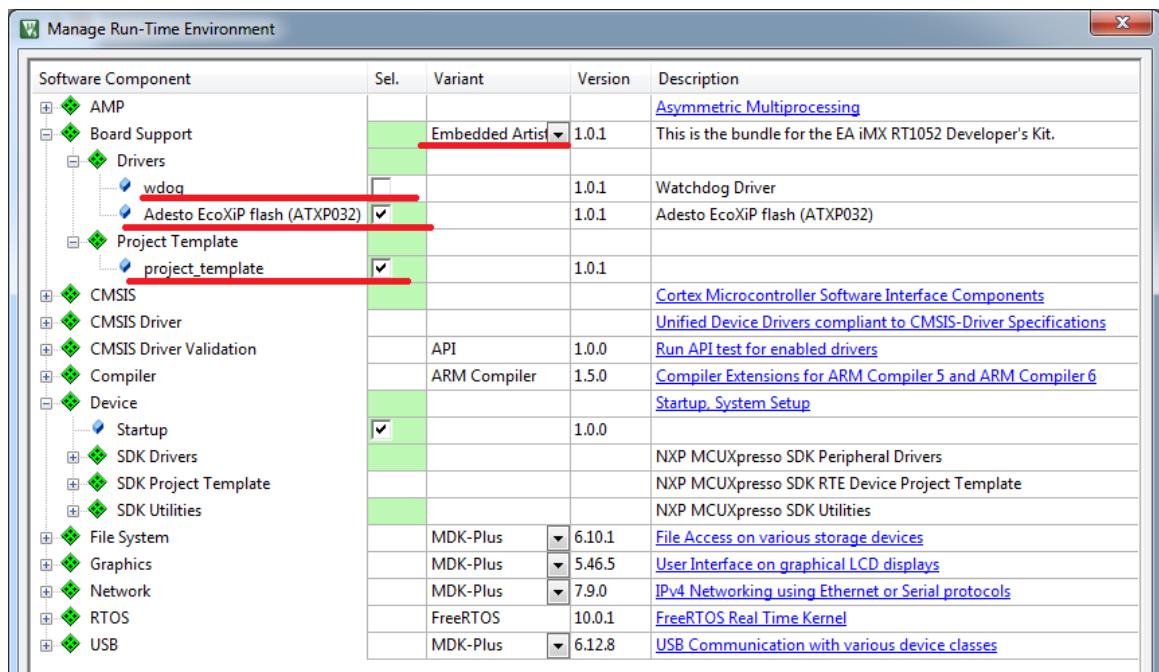 Manage Run-Time Environment
Software Component Sel. Variant Version Description
AMP Asymmetric Multiprocessing
Board Support Embedded Artist 1.0.1 This is the bundle for the EA iMX RT1052 Developer's Kit.
Drivers
wdog 1.0.1 Watchdog Driver
Adesto EcoXiP flash (ATXP032) 1.0.1 Adesto EcoXiP flash (ATXP032)
Project Template
project_template 1.0.1
CMSIS Cortex Microcontroller Software Interface Components
CMSIS Driver Unified Device Drivers compliant to CMSIS-Driver Specifications
CMSIS Driver Validation API 1.0.0 Run API test for enabled drivers
Compiler ARM Compiler 1.5.0 Compiler Extensions for ARM Compiler 5 and ARM Compiler 6
Device Startup, System Setup
Startup 1.0.0
SDK Drivers NXP MCUXpresso SDK Peripheral Drivers
SDK Project Template NXP MCUXpresso SDK RTE Device Project Template
SDK Utilities NXP MCUXpresso SDK Utilities
File System MDK-Plus 6.10.1 File Access on various storage devices
Graphics MDK-Plus 5.46.5 User Interface on graphical LCD displays
Network MDK-Plus 7.9.0 IPv4 Networking using Ethernet or Serial protocols
RTOS FreeRTOS 10.0.1 FreeRTOS Real Time Kernel
USB MDK-Plus 6.12.8 USB Communication with various device classes